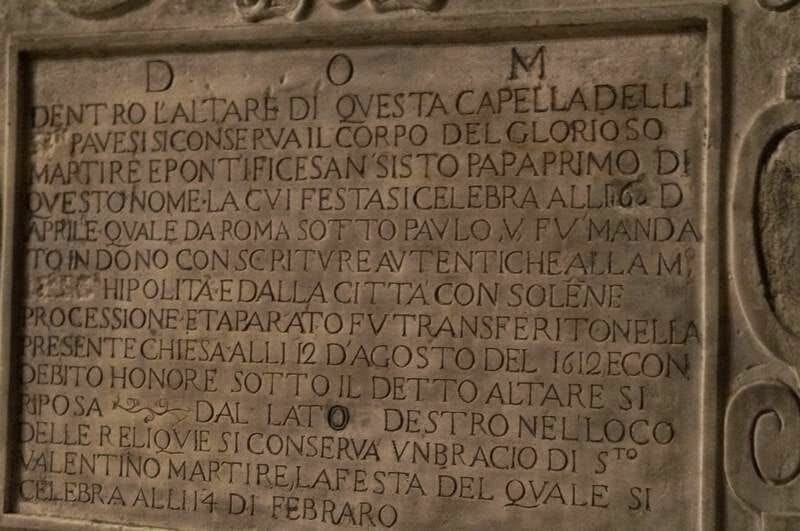 D O M
DENTRO L'ALTARE DI QVESTA CAPELLA DELLI
PAVESI SI CONSERVA IL CORPO DEL GLORIOSO
MARTIRE E PONTIFICE SAN SISTO PAPA PRIMO DI
QVESTO NOME·LA CVI FESTA SI CELEBRA ALLI 6 D
APRILE·QVALE DA ROMA SOTTO PAVLO V, FV MANDA
TO IN DONO CON SCRITVRE AVTENTICHE ALLA M,
HIPOLITA·E DALLA CITTA CON SOLENE
PROCESSIONE·ET APARATO FV TRANSFERITO NELLA
PRESENTE CHIESA·ALLI 12 D'AGOSTO DEL 1612 E CON
DEBITO HONORE SOTTO IL DETTO ALTARE SI
RIPOSA DAL LATO DESTRO NEL LOCO
DELLE RELIQVIE SI CONSERVA VN BRACIO DI S.TO
VALENTINO MARTIRE, LA FESTA DEL QVALE SI
CELEBRA ALLI 14 DI FEBRARO